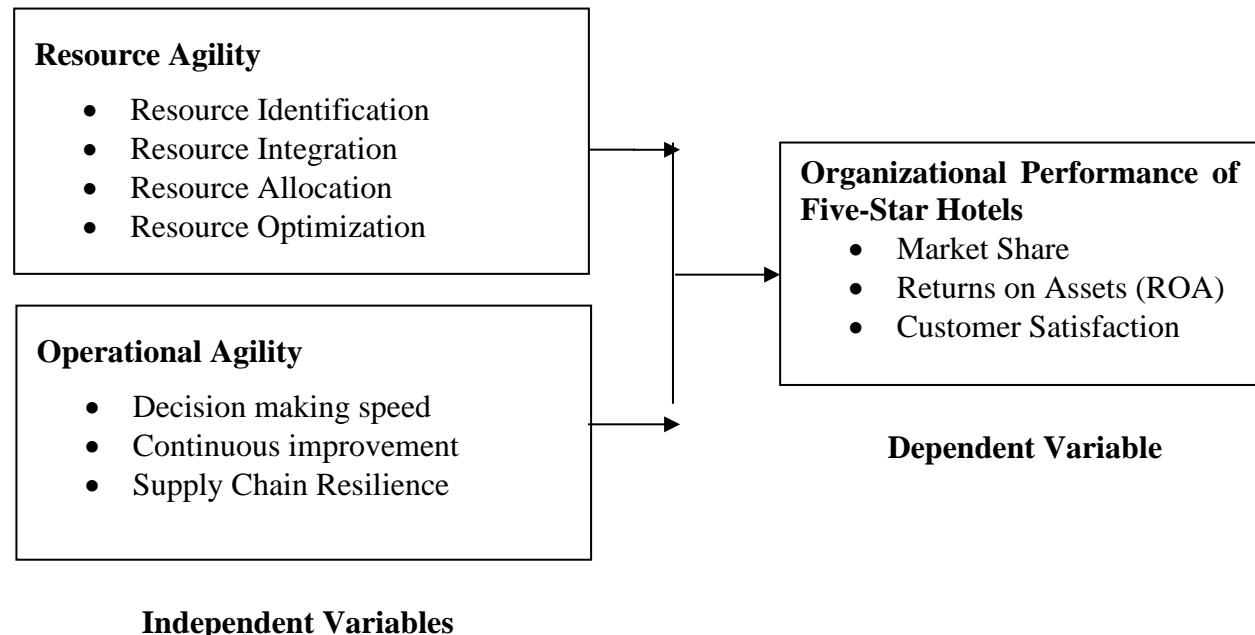 Resource Agility
• Resource Identification
• Resource Integration
• Resource Allocation
• Resource Optimization
Operational Agility
• Decision making speed
• Continuous improvement
• Supply Chain Resilience
Independent Variables
Organizational Performance of
Five-Star Hotels
• Market Share
• Returns on Assets (ROA)
• Customer Satisfaction
Dependent Variable